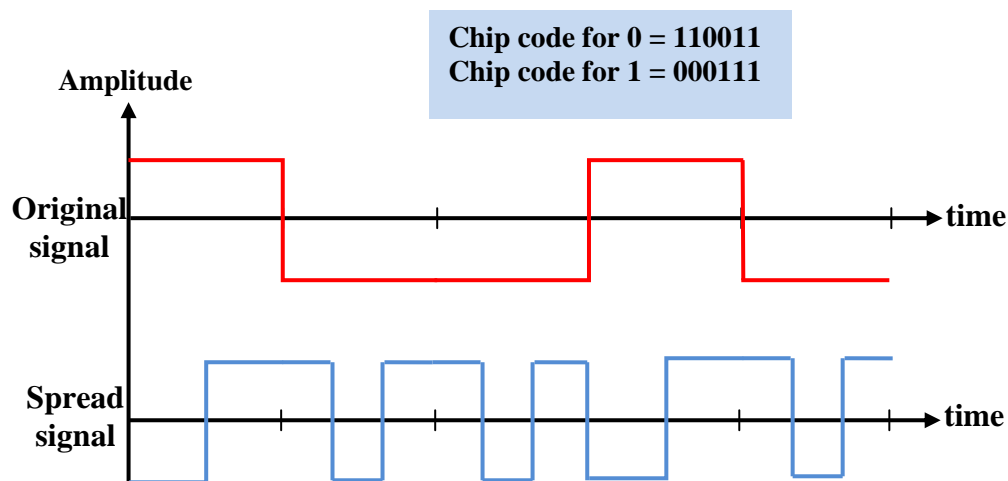 Chip code for 0 = 110011
Chip code for 1 = 000111
Amplitude
Original
signal
time
Spread
signal
time